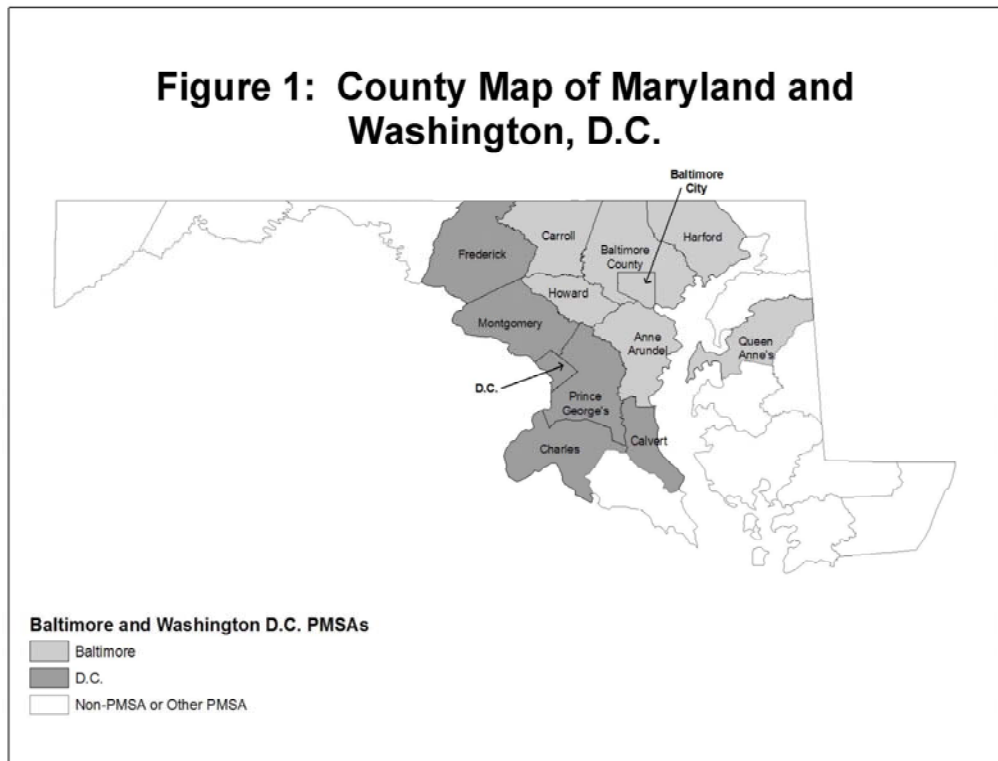 Figure 1: County Map of Maryland and
Washington, D.C.
Baltimore
City
Carroll
Harford
Baltimore
County
Frederick
Howard
Montgomery
Anne
Arundel
Queen
Anne's
D.C.
Prince
George's
Calvert
Charles
Baltimore and Washington D.C. PMSAs
Baltimore
D.C.
Non-PMSA or Other PMSA